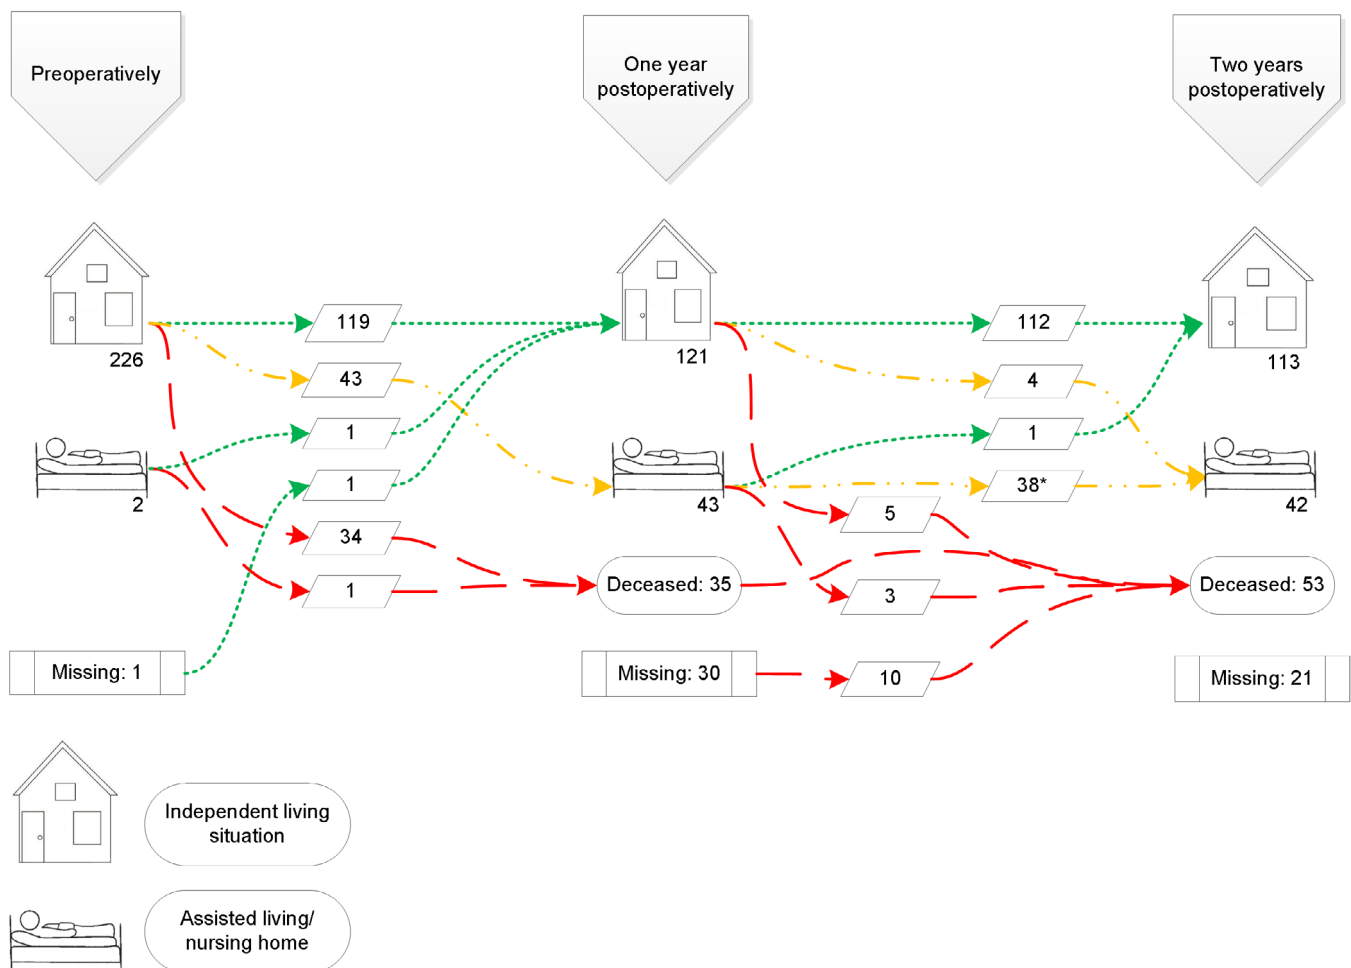 Preoperatively
One year
postoperatively
Two years
postoperatively
119
112
226
121
113
43
4
1
1
1
38*
2
43
42
34
5
1
Deceased: 35
3
Deceased: 53
Missing: 1
Missing: 30
10
Missing: 21
Independent living
situation
Assisted living/
nursing home